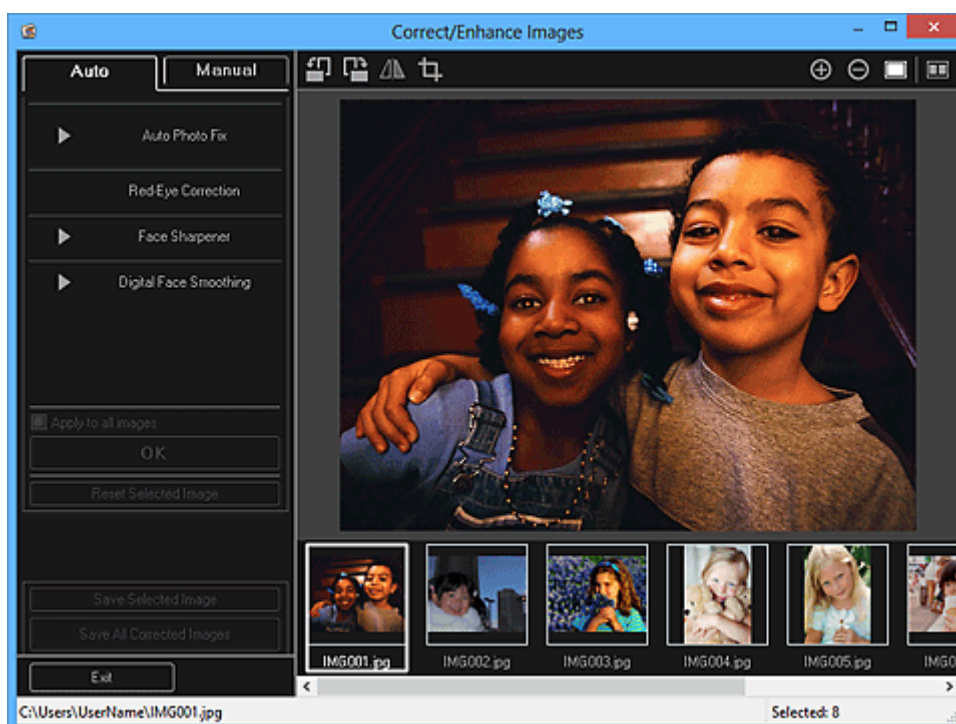 Correct/Enhance Images
Auto
Manual
Auto Photo Fix
Red-Eye Correction
Face Sharpener
Digital Face Smoothing
Apply to all images
OK
Reset Selected Image
Save Selected Image
Save All Corrected Images
Exit
IMG001.jpg
IMG002.jpg
IMG003.jpg
IMG004.jpg
IMG005.jpg
IMG0
C:\Users\UserName\IMG001.jpg
Selected: 8